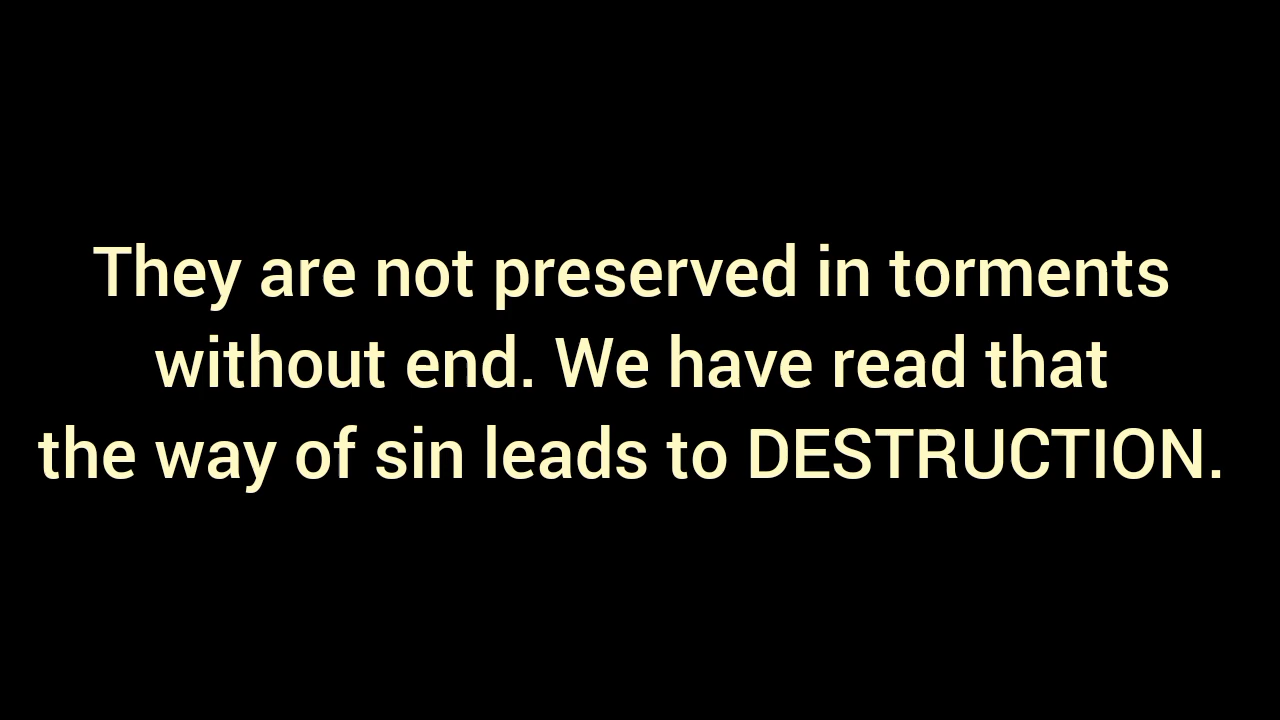 They are not preserved in torments
without end. We have read that
the way of sin leads to DESTRUCTION.